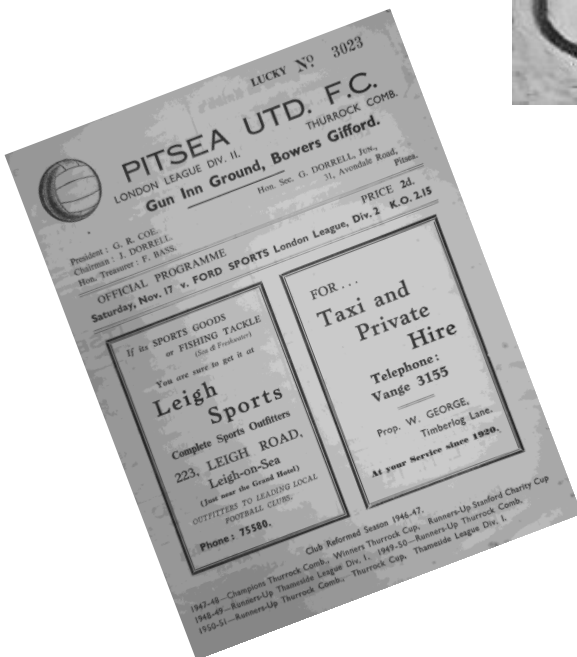 LUCKY Nº 3023
PITSEA UTD. F.C.
LONDON LEAGUE DIV. II. THURROCK COMB.
Gun Inn Ground, Bowers Gifford.
Hon. Sec. G. DORRELL, JUN.,
31, Avondale Road,
Pitsea.
President : G. R. COE.
Chairman : J. DORRELL.
Hon. Treasurer : F. BASS.
OFFICIAL PROGRAMME PRICE 2d.
Saturday, Nov. 17 v. FORD SPORTS London League, Div. 2 K.O. 2.15
If its SPORTS GOODS
or FISHING TACKLE
(Sea & Freshwater)
You are sure to get it at
Leigh
Sports
Complete Sports Outfitters
223, LEIGH ROAD,
Leigh-on-Sea
(Just near the Grand Hotel)
OUTFITTERS TO LEADING LOCAL
FOOTBALL CLUBS.
Phone : 75580.
FOR . . .
Taxi and
Private
Hire
Telephone :
Vange 3155
Prop. W. GEORGE,
Timberlog Lane.
At your Service since 1920.
Club Reformed Season 1946-47.
1947-48—Champions Thurrock Comb., Winners Thurrock Cup, Runners-Up Stanford Charity Cup
1948-49—Runners-Up Thameside League Div. I. 1949-50—Runners-Up Thurrock Comb.
1950-51—Runners-Up Thurrock Comb., Thurrock Cup, Thameside League Div. I.